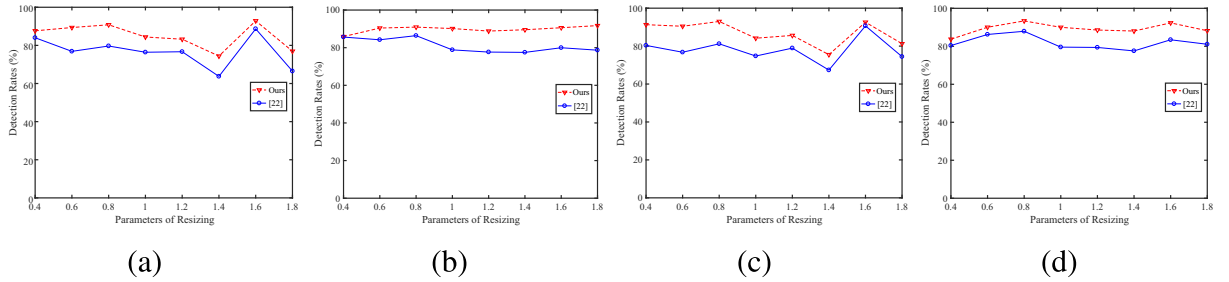 100
80
60
40
20
0
Detection Rates (%)
Ours
[22]
0.4 0.6 0.8 1 1.2 1.4 1.6 1.8
Parameters of Resizing
(a)
100
80
60
40
20
0
Detection Rates (%)
Ours
[22]
0.4 0.6 0.8 1 1.2 1.4 1.6 1.8
Parameters of Resizing
(b)
100
80
60
40
20
0
Detection Rates (%)
Ours
[22]
0.4 0.6 0.8 1 1.2 1.4 1.6 1.8
Parameters of Resizing
(c)
100
80
60
40
20
0
Detection Rates (%)
Ours
[22]
0.4 0.6 0.8 1 1.2 1.4 1.6 1.8
Parameters of Resizing
(d)